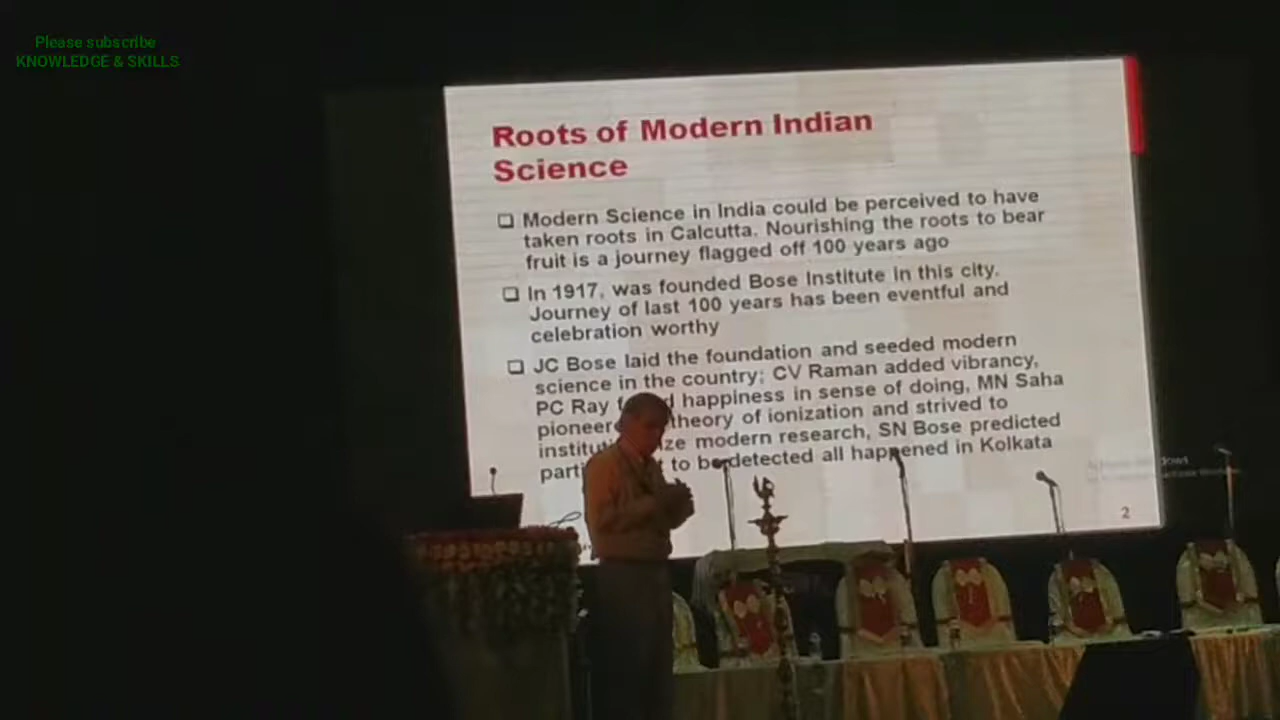 Please subscribe
KNOWLEDGE & SKILLS
Roots of Modern Indian
Science
Modern Science in India could be perceived to have
taken roots in Calcutta. Nourishing the roots to bear
fruit is a journey flagged off 100 years ago
In 1917, was founded Bose Institute in this city.
Journey of last 100 years has been eventful and
celebration worthy
JC Bose laid the foundation and seeded modern
science in the country; CV Raman added vibrancy,
PC Ray happiness in sense of doing, MN Saha
theory of ionization and strived to
modern research, SN Bose predicted
to be detected all happened in Kolkata
2